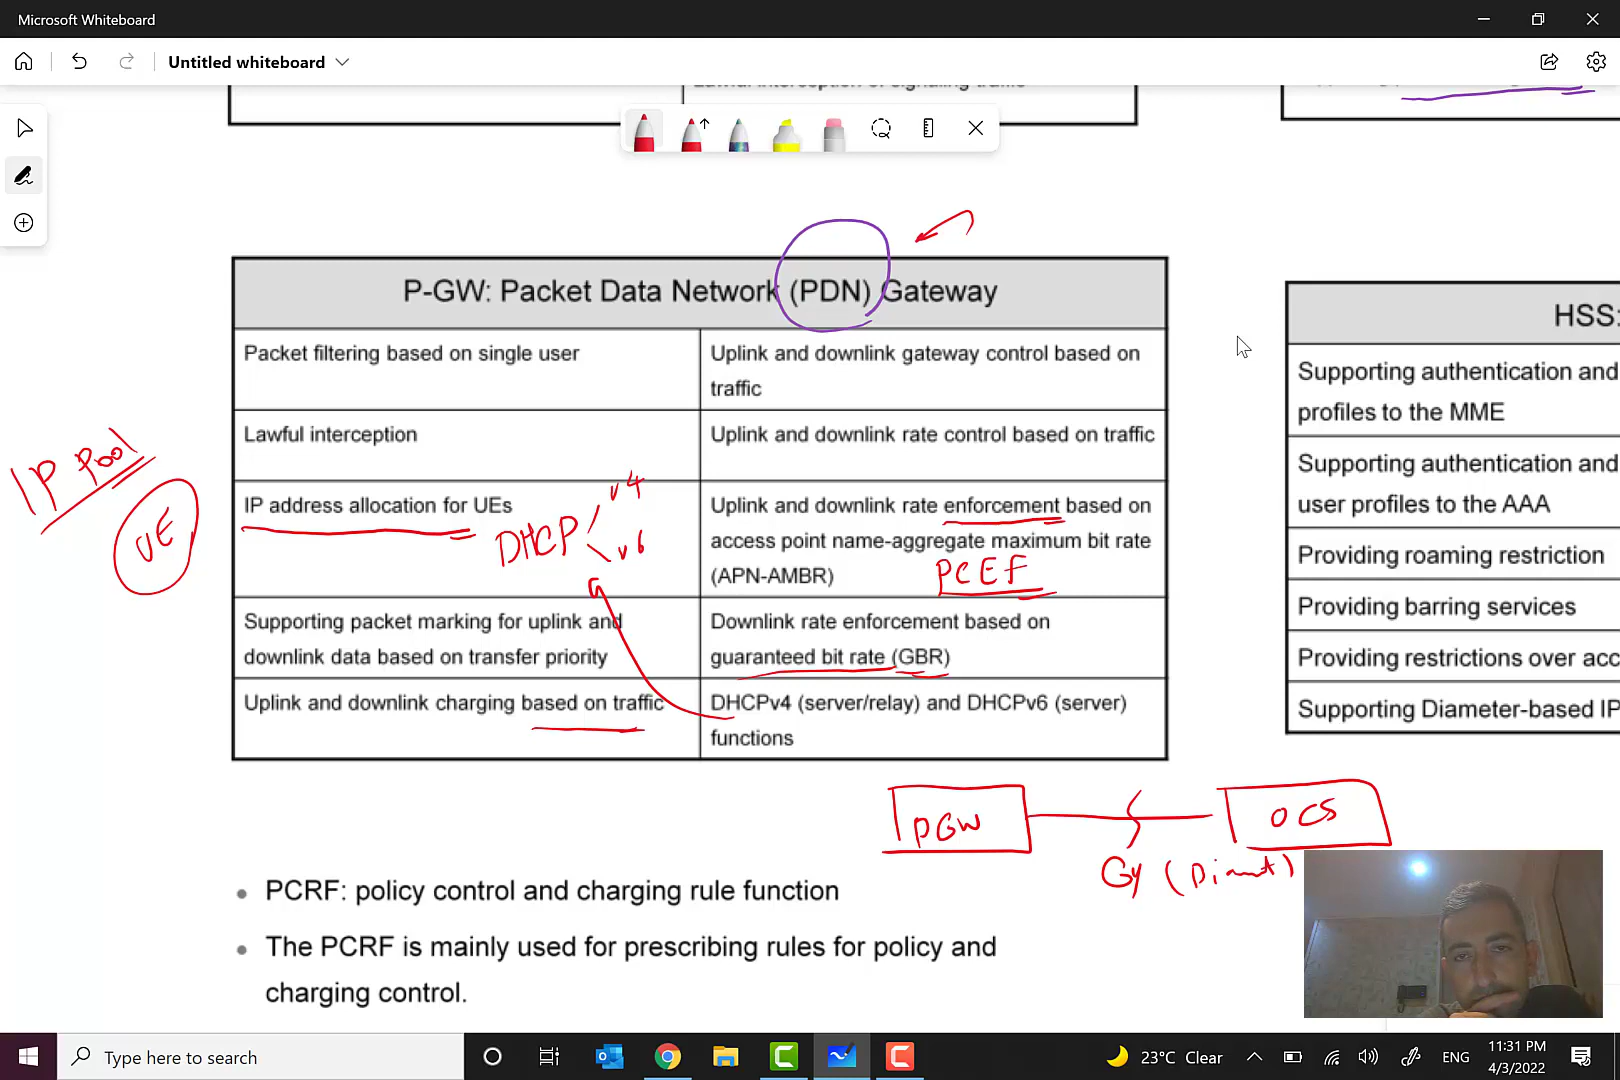 Microsoft Whiteboard
Untitled whiteboard
P-GW: Packet Data Network (PDN) Gateway
Packet filtering based on single user
Uplink and downlink gateway control based on
traffic
Lawful interception
Uplink and downlink rate control based on traffic
IP address allocation for UEs
Uplink and downlink rate enforcement based on
access point name-aggregate maximum bit rate
(APN-AMBR)
Supporting packet marking for uplink and
downlink data based on transfer priority
Downlink rate enforcement based on
guaranteed bit rate (GBR)
Uplink and downlink charging based on traffic
DHCPv4 (server/relay) and DHCPv6 (server)
functions
IP Pool
UE
DHCP
v4
v6
PCEF
HSS:
Supporting authentication and
profiles to the MME
Supporting authentication and
user profiles to the AAA
Providing roaming restriction
Providing barring services
Providing restrictions over acc
Supporting Diameter-based IP
PGW
OCS
Gy
PCRF: policy control and charging rule function
The PCRF is mainly used for prescribing rules for policy and
charging control.
Type here to search
23°C Clear
ENG
11:31 PM
4/3/2022